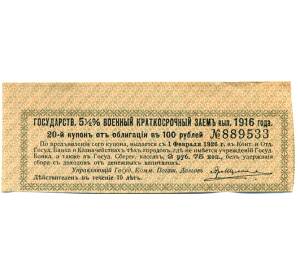 ГОСУДАРСТВ. 5½% ВОЕННЫЙ КРАТКОСРОЧНЫЙ ЗАЕМЪ вып. 1916 года.
20-й купонъ отъ облигаціи въ 100 рублей №889533
По предъявленіи сего купона, выдается съ 1 Февраля 1926 г. въ Конт. и Отд.
Госуд. Банка и Казначействахъ тѣхъ городовъ, гдѣ не имѣется учрежденій Госуд.
Банка, а также въ Госуд. Сберег. кассахъ, 2 руб. 75 коп., безъ удержанія
сбора съ доходовъ отъ денежныхъ капиталовъ.
Управляющій Госуд. Комм. Погаш. Долговъ
Дѣйствителенъ въ теченіе 10 лѣтъ.